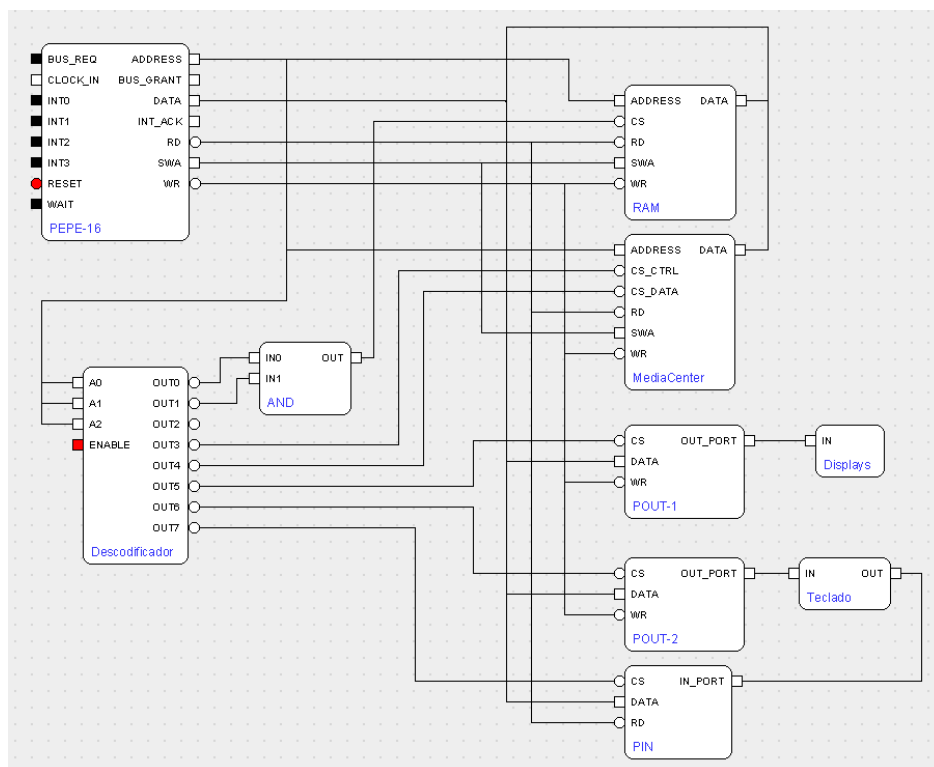 BUS_REQ ADDRESS
CLOCK_IN BUS_GRANT
INT0 DATA
INT1 INT_ACK
INT2 RD
INT3 SWA
RESET WR
WAIT
PEPE-16
ADDRESS DATA
CS
RD
SWA
WR
RAM
ADDRESS DATA
CS_CTRL
CS_DATA
RD
SWA
WR
MediaCenter
IN0 OUT
IN1
AND
A0 OUT0
A1 OUT1
A2 OUT2
ENABLE OUT3
OUT4
OUT5
OUT6
OUT7
Descodificador
CS OUT_PORT
DATA
WR
POUT-1
IN
Displays
CS OUT_PORT
DATA
WR
POUT-2
IN OUT
Teclado
CS IN_PORT
DATA
RD
PIN